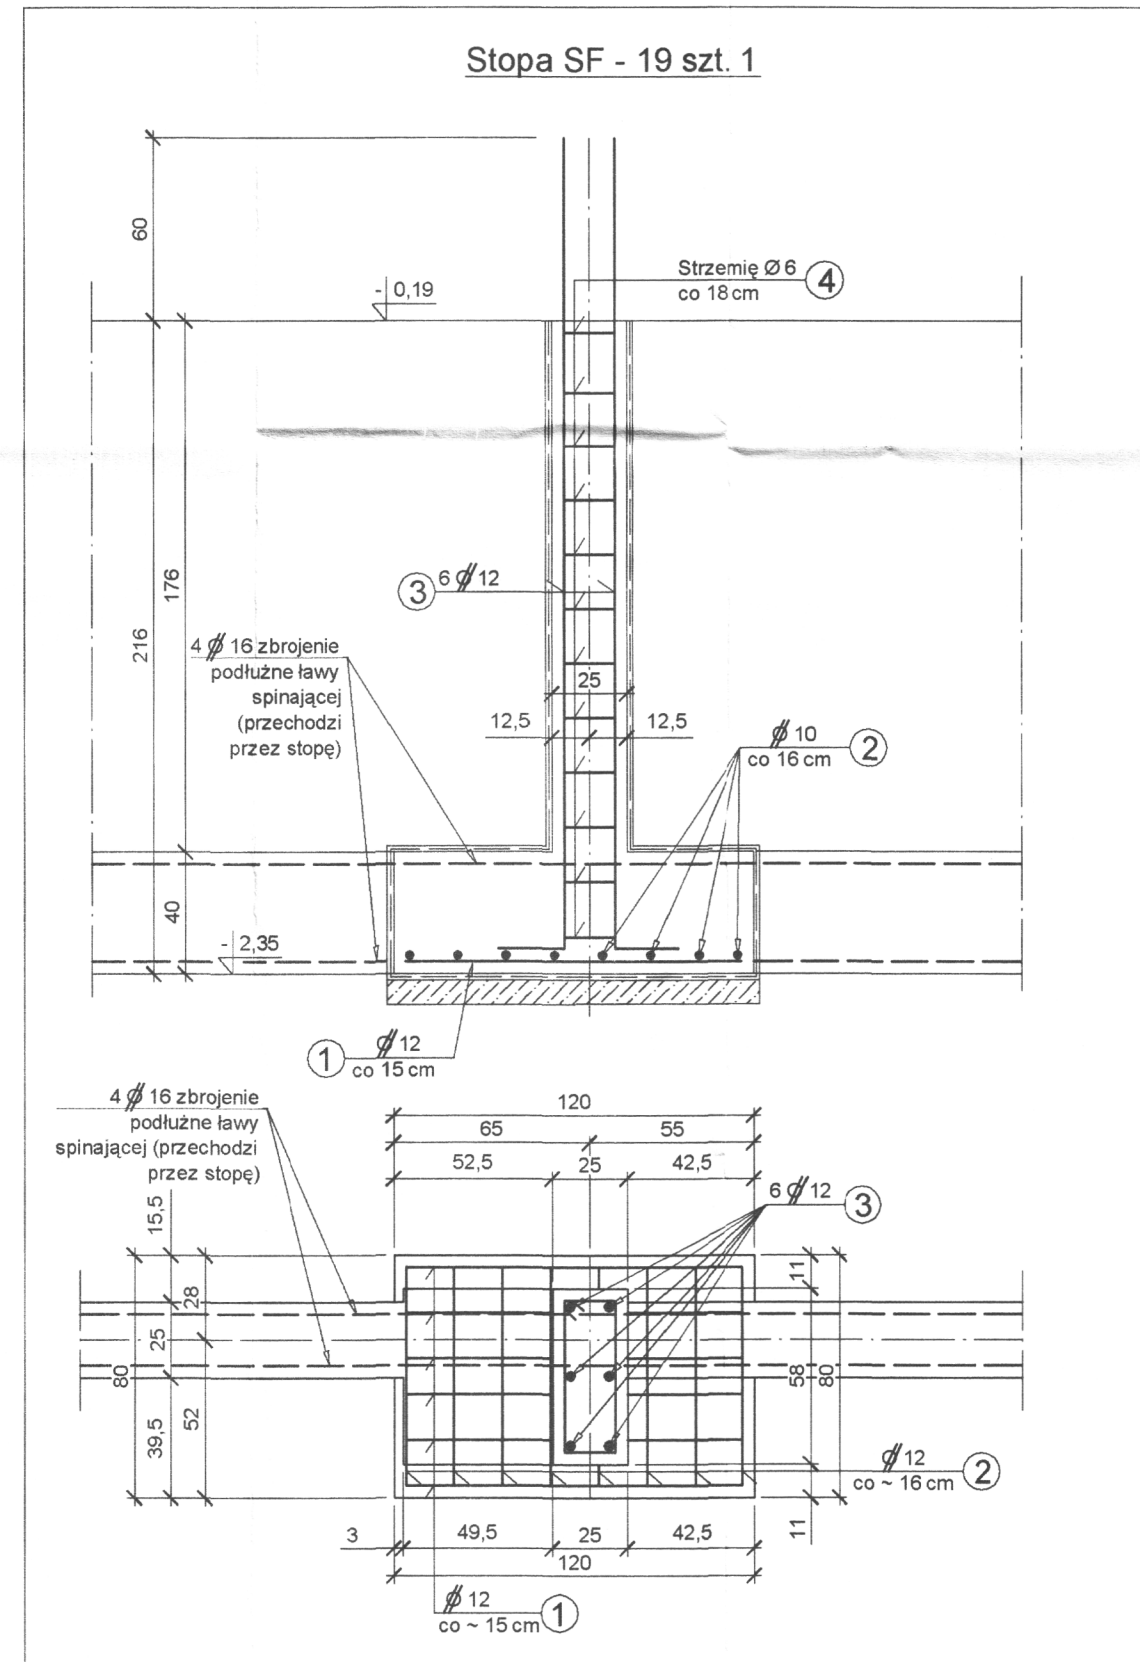 Stopa SF - 19 szt. 1
60
- 0,19
Strzemię Ø 6
co 18 cm
4
176
216
3
6 Ø 12
4 Ø 16 zbrojenie
podłużne ławy
spinającej
(przechodzi
przez stopę)
25
12,5
12,5
Ø 10
co 16 cm
2
40
- 2,35
1
Ø 12
co 15 cm
4 Ø 16 zbrojenie
podłużne ławy
spinającej (przechodzi
przez stopę)
120
65
55
52,5
25
42,5
6 Ø 12
3
15,5
28
25
80
52
39,5
11
58
80
11
Ø 12
co ~ 16 cm
2
3
49,5
25
42,5
120
Ø 12
co ~ 15 cm
1